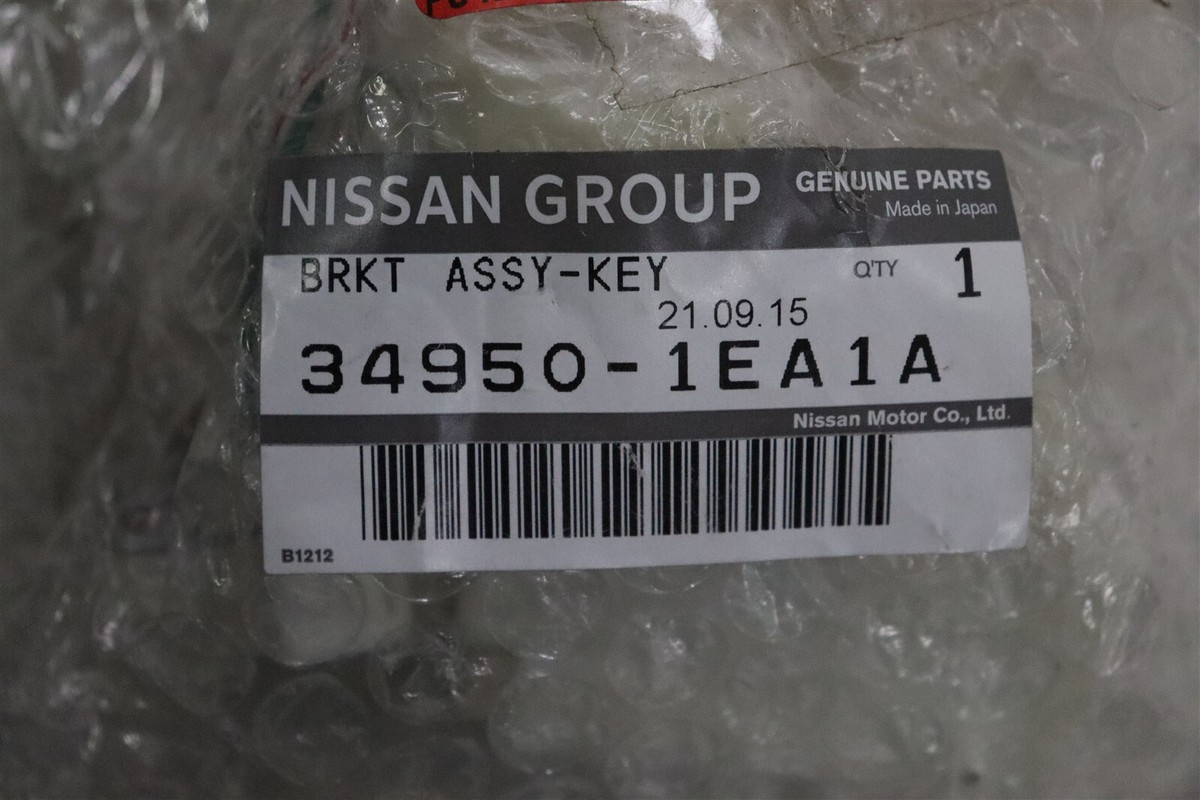 NISSAN GROUP
GENUINE PARTS
Made in Japan
BRKT ASSY-KEY
Q'TY 1
21.09.15
34950-1EA1A
Nissan Motor Co., Ltd.
B1212